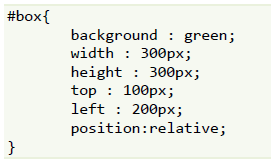 #box{
background : green;
width : 300px;
height : 300px;
top : 100px;
left : 200px;
position:relative;
}